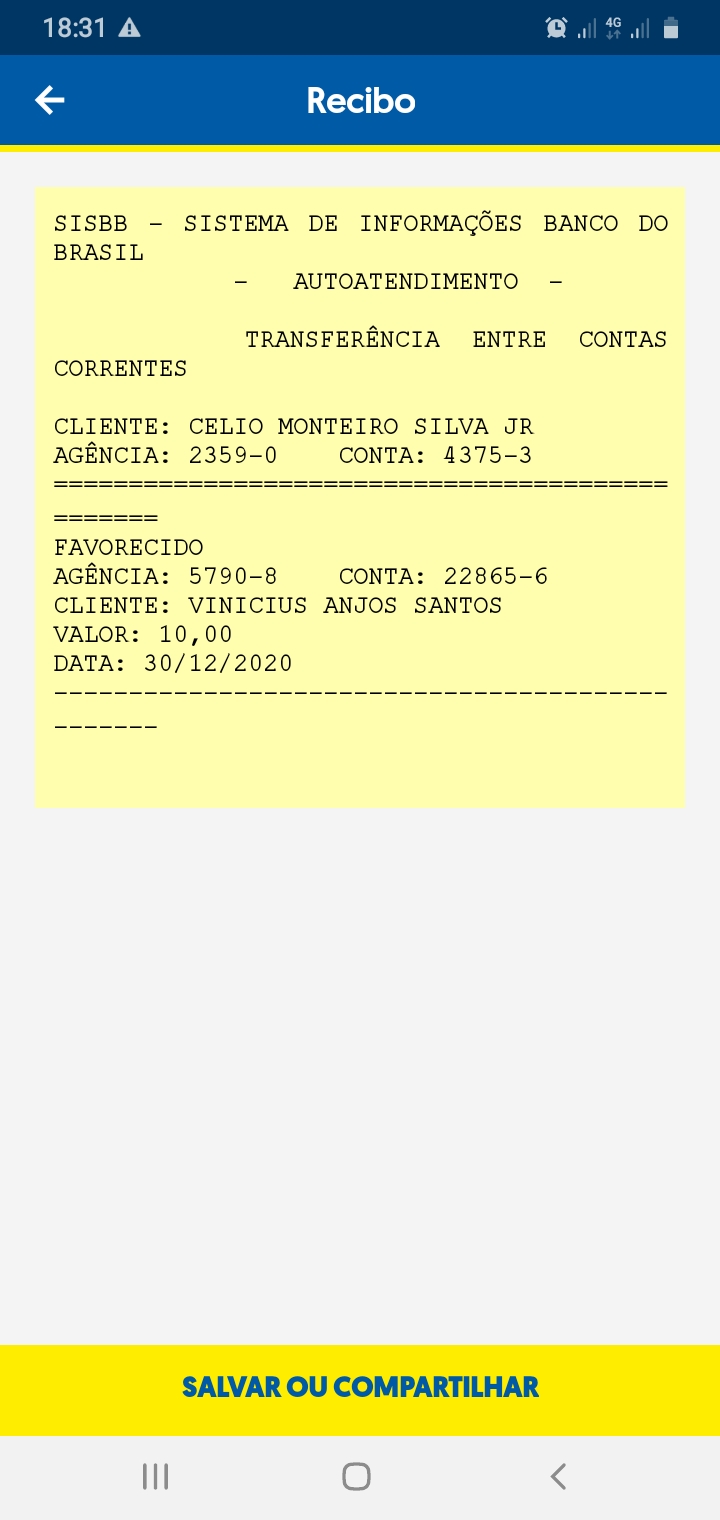 18:31
4G
Recibo
SISBB - SISTEMA DE INFORMAÇÕES BANCO DO
BRASIL
- AUTOATENDIMENTO -
TRANSFERÊNCIA ENTRE CONTAS
CORRENTES
CLIENTE: CELIO MONTEIRO SILVA JR
AGÊNCIA: 2359-0 CONTA: 4375-3
=========================================
=======
FAVORECIDO
AGÊNCIA: 5790-8 CONTA: 22865-6
CLIENTE: VINICIUS ANJOS SANTOS
VALOR: 10,00
DATA: 30/12/2020
-----------------------------------------
-------
SALVAR OU COMPARTILHAR